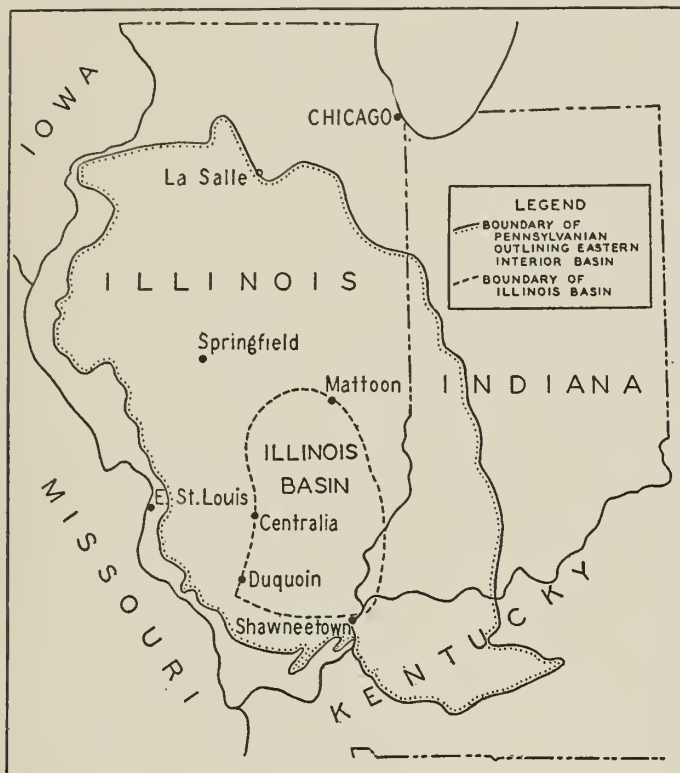 IOWA
CHICAGO
La Salle
LEGEND
BOUNDARY OF
PENNSYLVANIAN
OUTLINING EASTERN
INTERIOR BASIN
BOUNDARY OF
ILLINOIS BASIN
ILLINOIS
Springfield
Mattoon
INDIANA
ILLINOIS
BASIN
E. St. Louis
Centralia
MISSOURI
Duquoin
Shawneetown
KENTUCKY